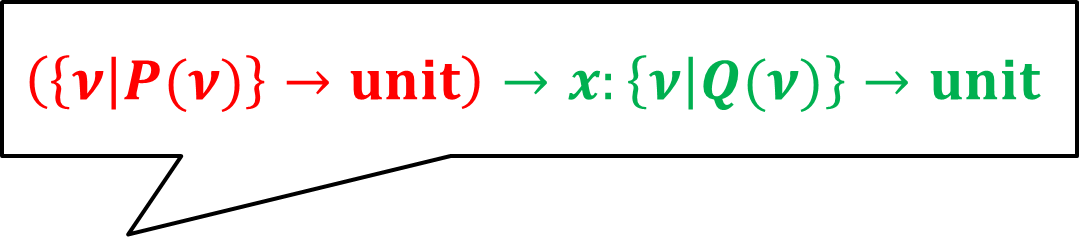 ({ν|P(ν)} → unit) → x: {ν|Q(ν)} → unit